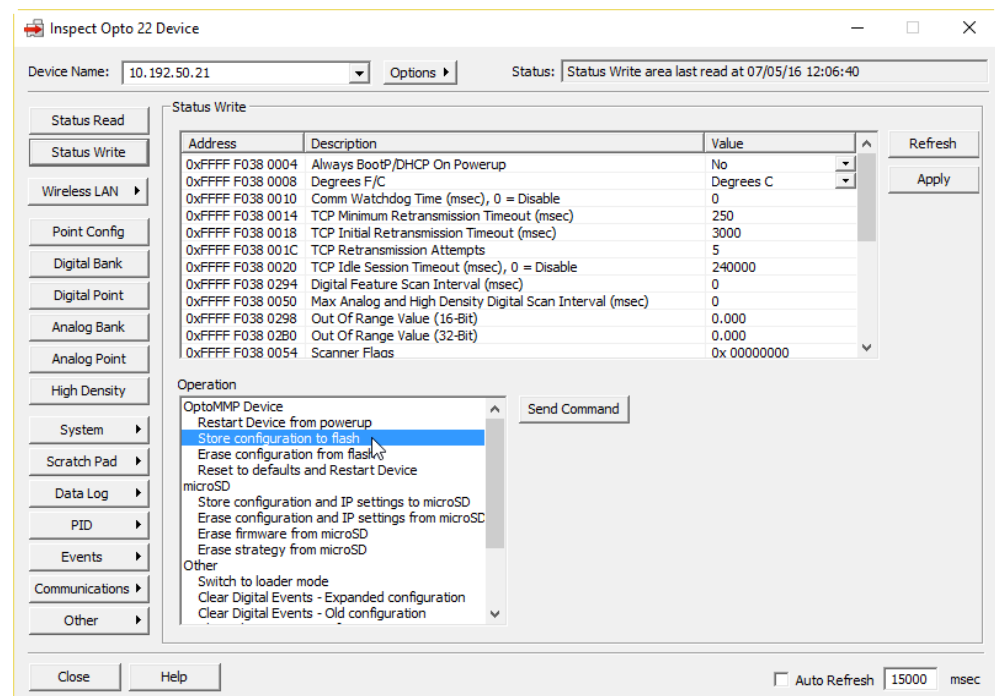 Inspect Opto 22 Device
Device Name: 10.192.50.21 Options Status: Status Write area last read at 07/05/16 12:06:40
Status Read
Status Write
Wireless LAN
Point Config
Digital Bank
Digital Point
Analog Bank
Analog Point
High Density
System
Scratch Pad
Data Log
PID
Events
Communications
Other
Status Write
Address Description Value
0xFFFF F038 0004 Always BootP/DHCP On Powerup No
0xFFFF F038 0008 Degrees F/C Degrees C
0xFFFF F038 0010 Comm Watchdog Time (msec), 0 = Disable 0
0xFFFF F038 0014 TCP Minimum Retransmission Timeout (msec) 250
0xFFFF F038 0018 TCP Initial Retransmission Timeout (msec) 3000
0xFFFF F038 001C TCP Retransmission Attempts 5
0xFFFF F038 0020 TCP Idle Session Timeout (msec), 0 = Disable 240000
0xFFFF F038 0294 Digital Feature Scan Interval (msec) 0
0xFFFF F038 0050 Max Analog and High Density Digital Scan Interval (msec) 0
0xFFFF F038 0298 Out Of Range Value (16-Bit) 0.000
0xFFFF F038 02B0 Out Of Range Value (32-Bit) 0.000
0xFFFF F038 0054 Scanner Flags 0x 00000000
Refresh
Apply
Operation
OptoMMP Device
Restart Device from powerup
Store configuration to flash
Erase configuration from flash
Reset to defaults and Restart Device
microSD
Store configuration and IP settings to microSD
Erase configuration and IP settings from microSD
Erase firmware from microSD
Erase strategy from microSD
Other
Switch to loader mode
Clear Digital Events - Expanded configuration
Clear Digital Events - Old configuration
Send Command
Close Help Auto Refresh 15000 msec